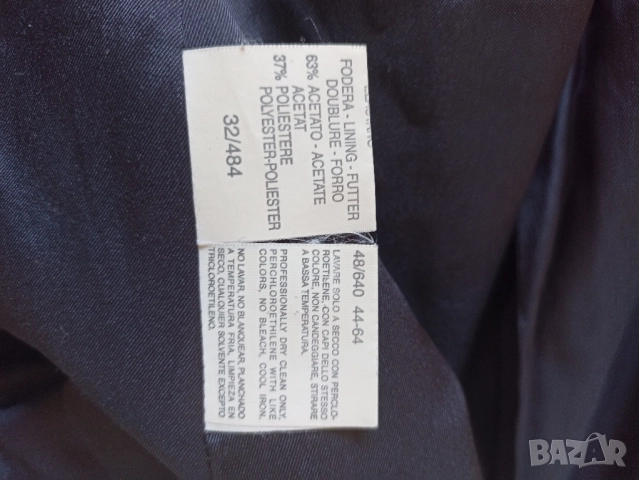 FODERA - LINING - FUTTER
DOUBLURE - FORRO
63% ACETATO - ACETATE
ACETAT
37% POLIESTERE
POLYESTER-POLIESTER
32/484
48/640 44-64
LAVARE SOLO A SECCO CON PERCLO-
ROETILENE, CON CAPI DELLO STESSO
COLORE, NON CANDEGGIARE, STIRARE
A BASSA TEMPERATURA.
PROFESSIONALLY DRY CLEAN ONLY,
PERCHLOROETHILENE WITH LIKE
COLORS, NO BLEACH, COOL IRON,
NO LAVAR, NO BLANQUEAR, PLANCHADO
A TEMPERATURA FRIA, LIMPIEZA EN
SECO, CUALQUIER SOLVENTE EXCEPTO
TRICLOROETILENO.
BAZAR